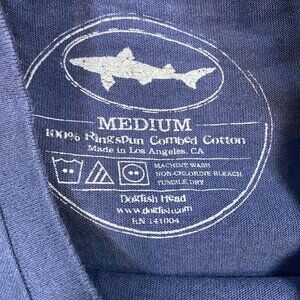 MEDIUM
100% Ringspun Combed Cotton
Made in Los Angeles, CA
MACHINE WASH
NON-CHLORINE BLEACH
TUMBLE DRY
Dogfish Head
www.dogfish.com
RN 141004